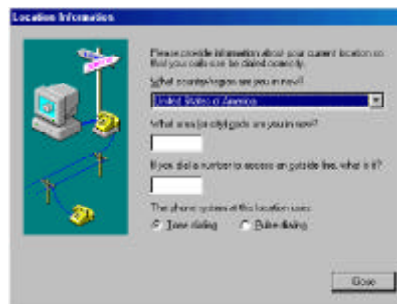 Location Information
Please provide information about your current location so
that your calls can be dialed correctly.
What country/region are you in now?
United States of America
What area (or city) code are you in now?
If you dial a number to access an outside line, what is it?
The phone system at this location uses:
Tone dialing Pulse dialing
Close